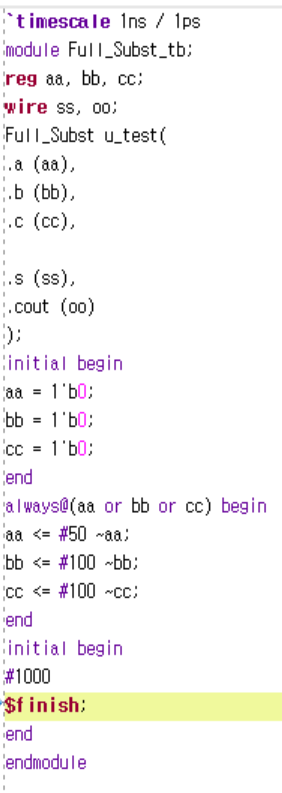 `timescale 1ns / 1ps
module Full_Subst_tb;
reg aa, bb, cc;
wire ss, oo;
Full_Subst u_test(
.a (aa),
.b (bb),
.c (cc),
.s (ss),
.cout (oo)
);
initial begin
aa = 1'b0;
bb = 1'b0;
cc = 1'b0;
end
always@(aa or bb or cc) begin
aa <= #50 ~aa;
bb <= #100 ~bb;
cc <= #100 ~cc;
end
initial begin
#1000
$finish;
end
endmodule